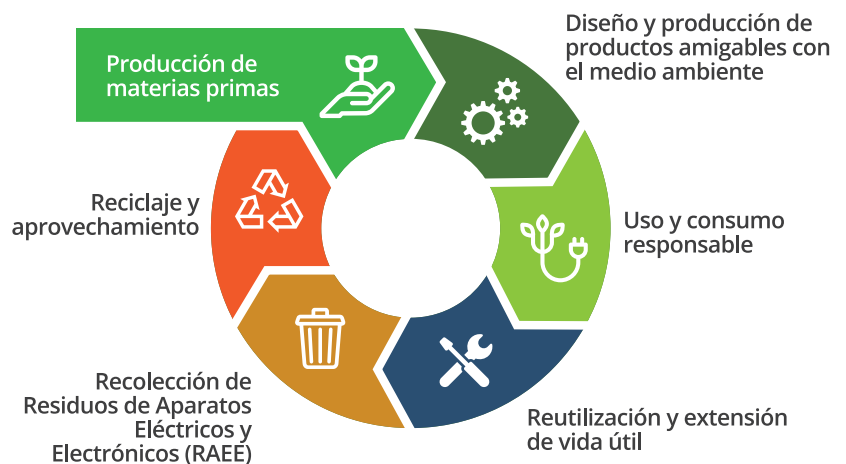 Producción de
materias primas
Diseño y producción de
productos amigables con
el medio ambiente
Uso y consumo
responsable
Reutilización y extensión
de vida útil
Recolección de
Residuos de Aparatos
Eléctricos y
Electrónicos (RAEE)
Reciclaje y
aprovechamiento